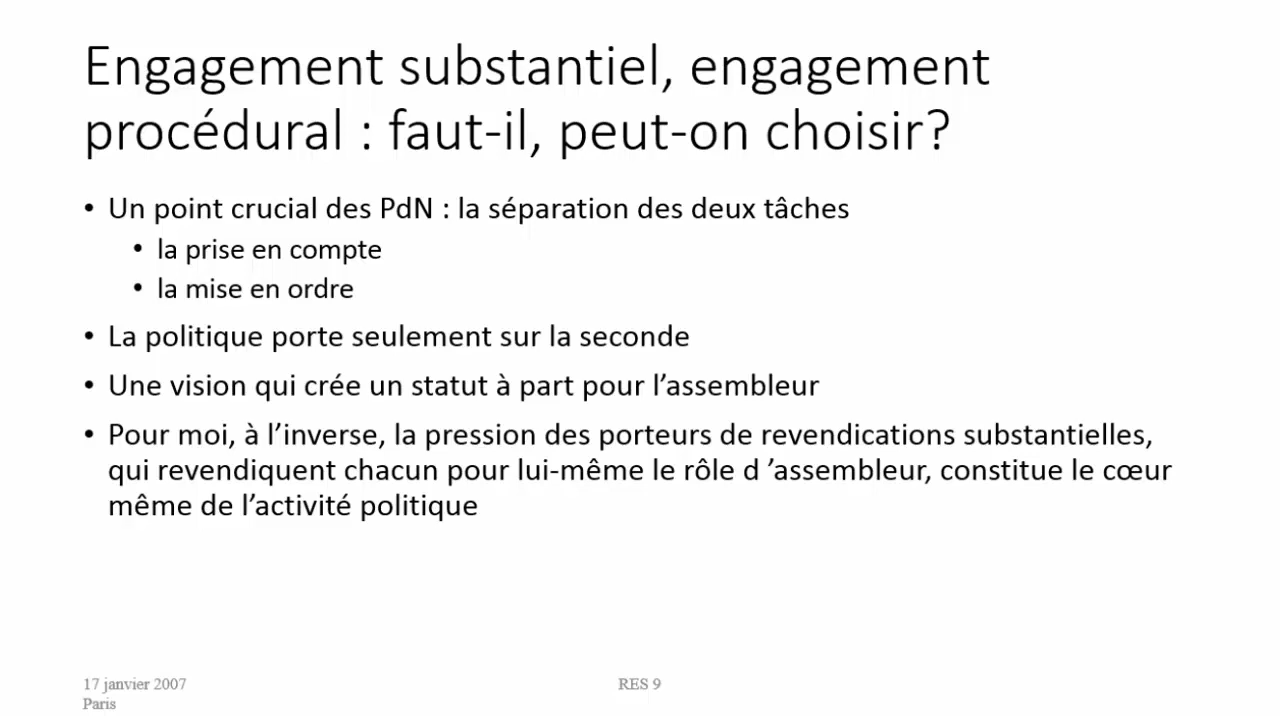 Engagement substantiel, engagement
procédural : faut-il, peut-on choisir?
• Un point crucial des PdN : la séparation des deux tâches
• la prise en compte
• la mise en ordre
• La politique porte seulement sur la seconde
• Une vision qui crée un statut à part pour l’assembleur
• Pour moi, à l’inverse, la pression des porteurs de revendications substantielles,
qui revendiquent chacun pour lui-même le rôle d ’assembleur, constitue le cœur
même de l’activité politique
17 janvier 2007
Paris
RES 9